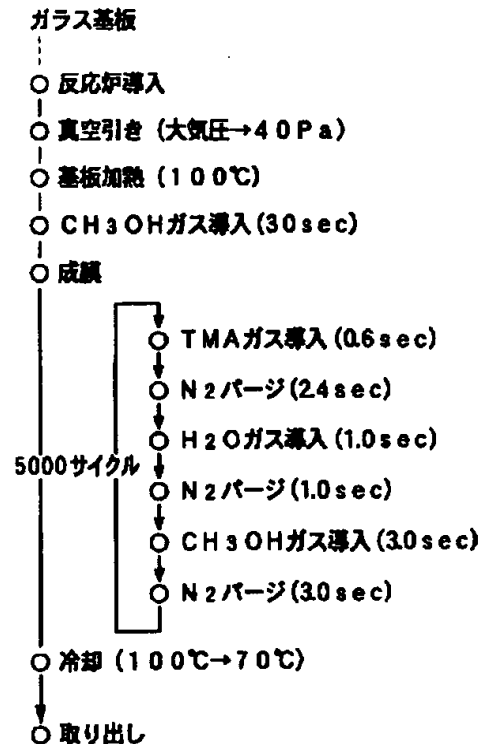 ガラス基板
反応炉導入
真空引き (大気圧→40Pa)
基板加熱 (100℃)
CH3OHガス導入(30sec)
成膜
TMAガス導入(0.6sec)
N2パージ(2.4sec)
H2Oガス導入(1.0sec)
5000サイクル
N2パージ(1.0sec)
CH3OHガス導入(3.0sec)
N2パージ(3.0sec)
冷却 (100℃→70℃)
取り出し